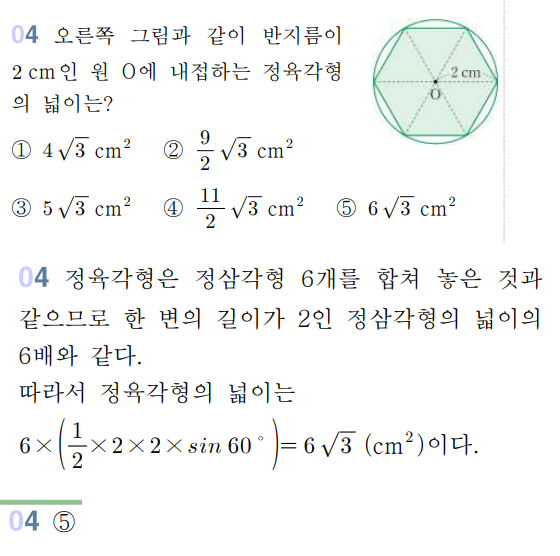 04 오른쪽 그림과 같이 반지름이
2 cm인 원 O에 내접하는 정육각형
의 넓이는?
2 cm
O
① 4√3 cm² ② 9/2 √3 cm²
③ 5√3 cm² ④ 11/2 √3 cm² ⑤ 6√3 cm²
04 정육각형은 정삼각형 6개를 합쳐 놓은 것과
같으므로 한 변의 길이가 2인 정삼각형의 넓이의
6배와 같다.
따라서 정육각형의 넓이는
6×(1/2×2×2×sin 60°)=6√3 (cm²)이다.
04 ⑤